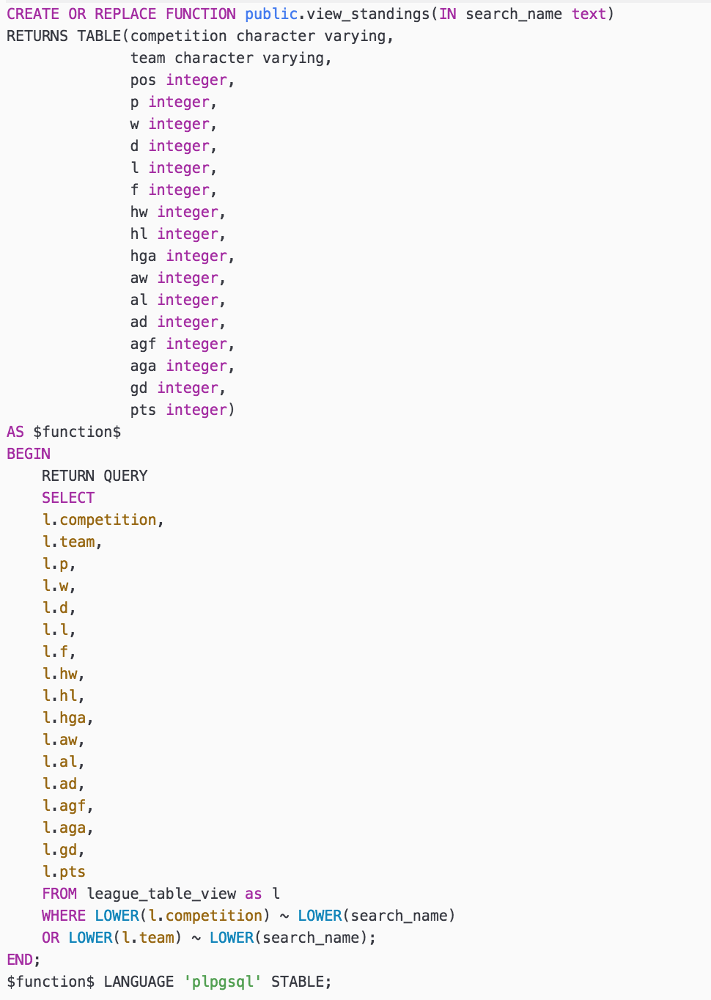 CREATE OR REPLACE FUNCTION public.view_standings(IN search_name text)
RETURNS TABLE(competition character varying,
              team character varying,
              pos integer,
              p integer,
              w integer,
              d integer,
              l integer,
              f integer,
              hw integer,
              hl integer,
              hga integer,
              aw integer,
              al integer,
              ad integer,
              agf integer,
              aga integer,
              gd integer,
              pts integer)
AS $function$
BEGIN
    RETURN QUERY
    SELECT
    l.competition,
    l.team,
    l.p,
    l.w,
    l.d,
    l.l,
    l.f,
    l.hw,
    l.hl,
    l.hga,
    l.aw,
    l.al,
    l.ad,
    l.agf,
    l.aga,
    l.gd,
    l.pts
    FROM league_table_view as l
    WHERE LOWER(l.competition) ~ LOWER(search_name)
    OR LOWER(l.team) ~ LOWER(search_name);
END;
$function$ LANGUAGE 'plpgsql' STABLE;